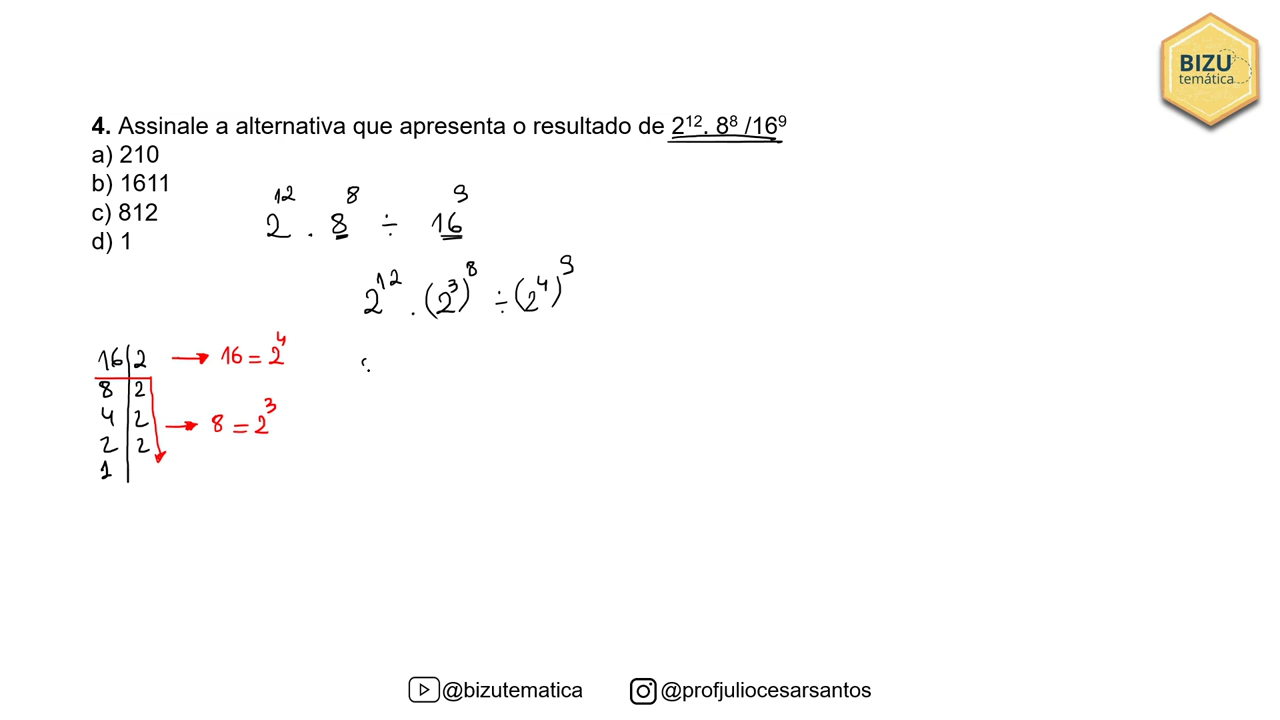 BIZU
temática
4. Assinale a alternativa que apresenta o resultado de 2¹². 8⁸ /16⁹
a) 210
b) 1611
c) 812
d) 1
2¹² . 8⁸ ÷ 16⁹
2¹² . (2³)⁸ ÷ (2⁴)⁹
16|2 → 16 = 2⁴
8|2
4|2 → 8 = 2³
2|2
1|
@bizutematica @profjuliocesarsantos